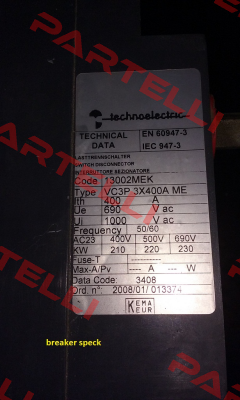 technoelectric
TECHNICAL DATA EN 60947-3 IEC 947-3
LASTTRENNSCHALTER
SWITCH DISCONNECTOR
INTERRUTTORE SEZIONATORE
Code 13002MEK
Type VC3P 3X400A ME
Ith 400 A
Ue 690 V ac
Ui 1000 V ac
Frequency 50/60
AC23 400V 500V 690V
KW 210 220 230
Fuse-T -----------
Max-A/Pv ---- A --- W
Data Code: 3408
Ord. n°: 2008/01/ 013374
KEMA
KEUR
breaker speck
PARTELLI